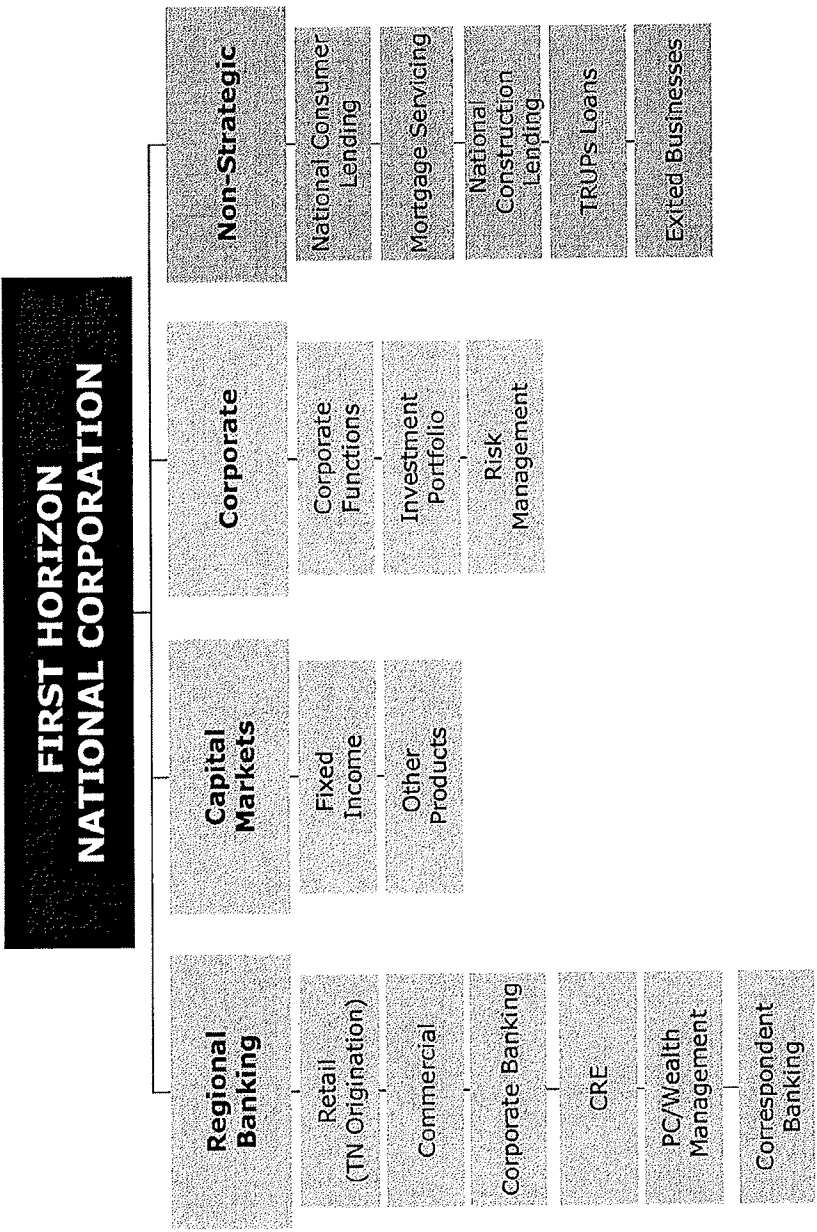 FIRST HORIZON
NATIONAL CORPORATION
Regional
Banking
Retail
(TN Origination)
Commercial
Corporate Banking
CRE
PC/Wealth
Management
Correspondent
Banking
Capital
Markets
Fixed
Income
Other
Products
Corporate
Corporate
Functions
Investment
Portfolio
Risk
Management
Non-Strategic
National Consumer
Lending
Mortgage Servicing
National
Construction
Lending
TRUPs Loans
Exited Businesses